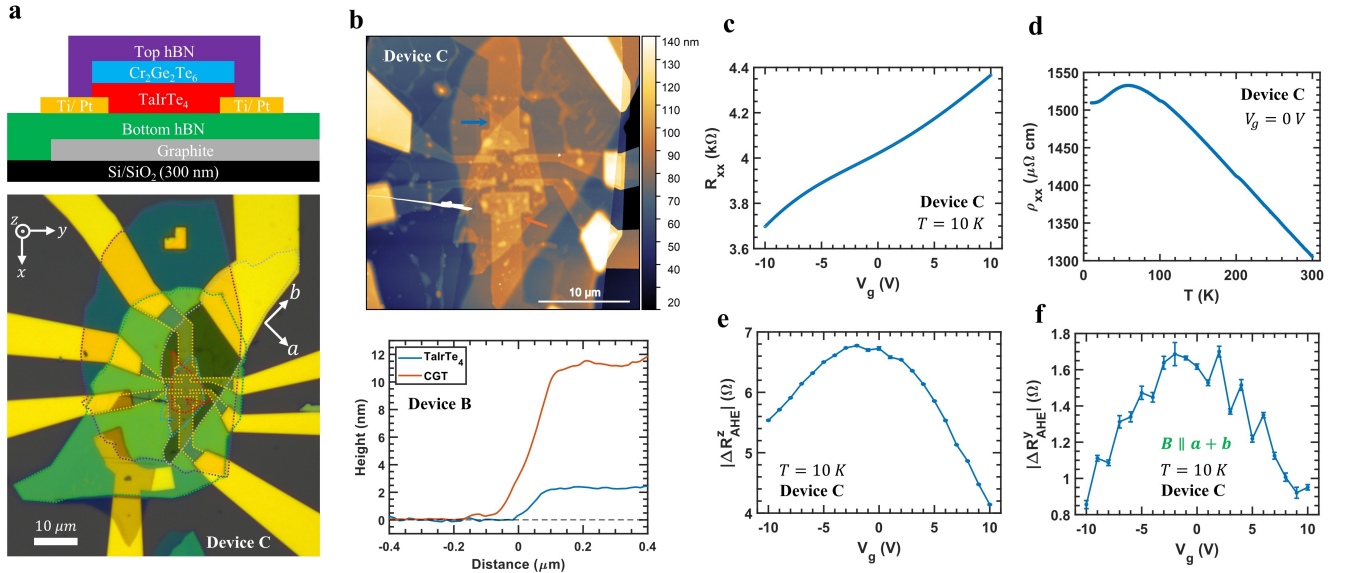 a
Top hBN
Cr₂Ge₂Te₆
TaIrTe₄
Ti/ Pt
Ti/ Pt
Bottom hBN
Graphite
Si/SiO₂ (300 nm)
z
y
x
b
a
10 μm
Device C
b
Device C
10 μm
140 nm
130
120
110
100
90
80
70
60
50
40
20
TaIrTe₄
CGT
Device B
Height (nm)
12
10
8
6
4
2
0
-0.4
-0.2
0
0.2
0.4
Distance (μm)
c
Rxx (kΩ)
4.4
4.2
4
3.8
3.6
Device C
T = 10 K
-10
-5
0
5
10
Vg (V)
d
ρxx (μΩ cm)
1550
1500
1450
1400
1350
1300
Device C
Vg = 0 V
0
100
200
300
T (K)
e
|ΔR^z_AHE| (Ω)
7
6
5
4
T = 10 K
Device C
-10
-5
0
5
10
Vg (V)
f
|ΔR^y_AHE| (Ω)
1.8
1.6
1.4
1.2
1
0.8
B ∥ a + b
T = 10 K
Device C
-10
-5
0
5
10
Vg (V)